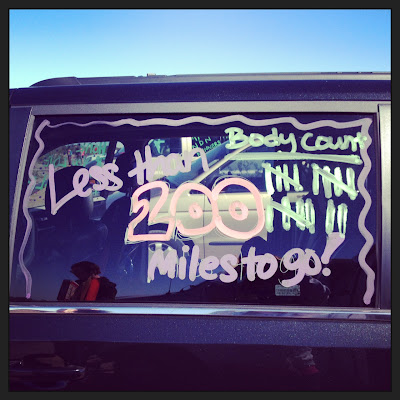 Less than
200
Miles to go!
Body Count